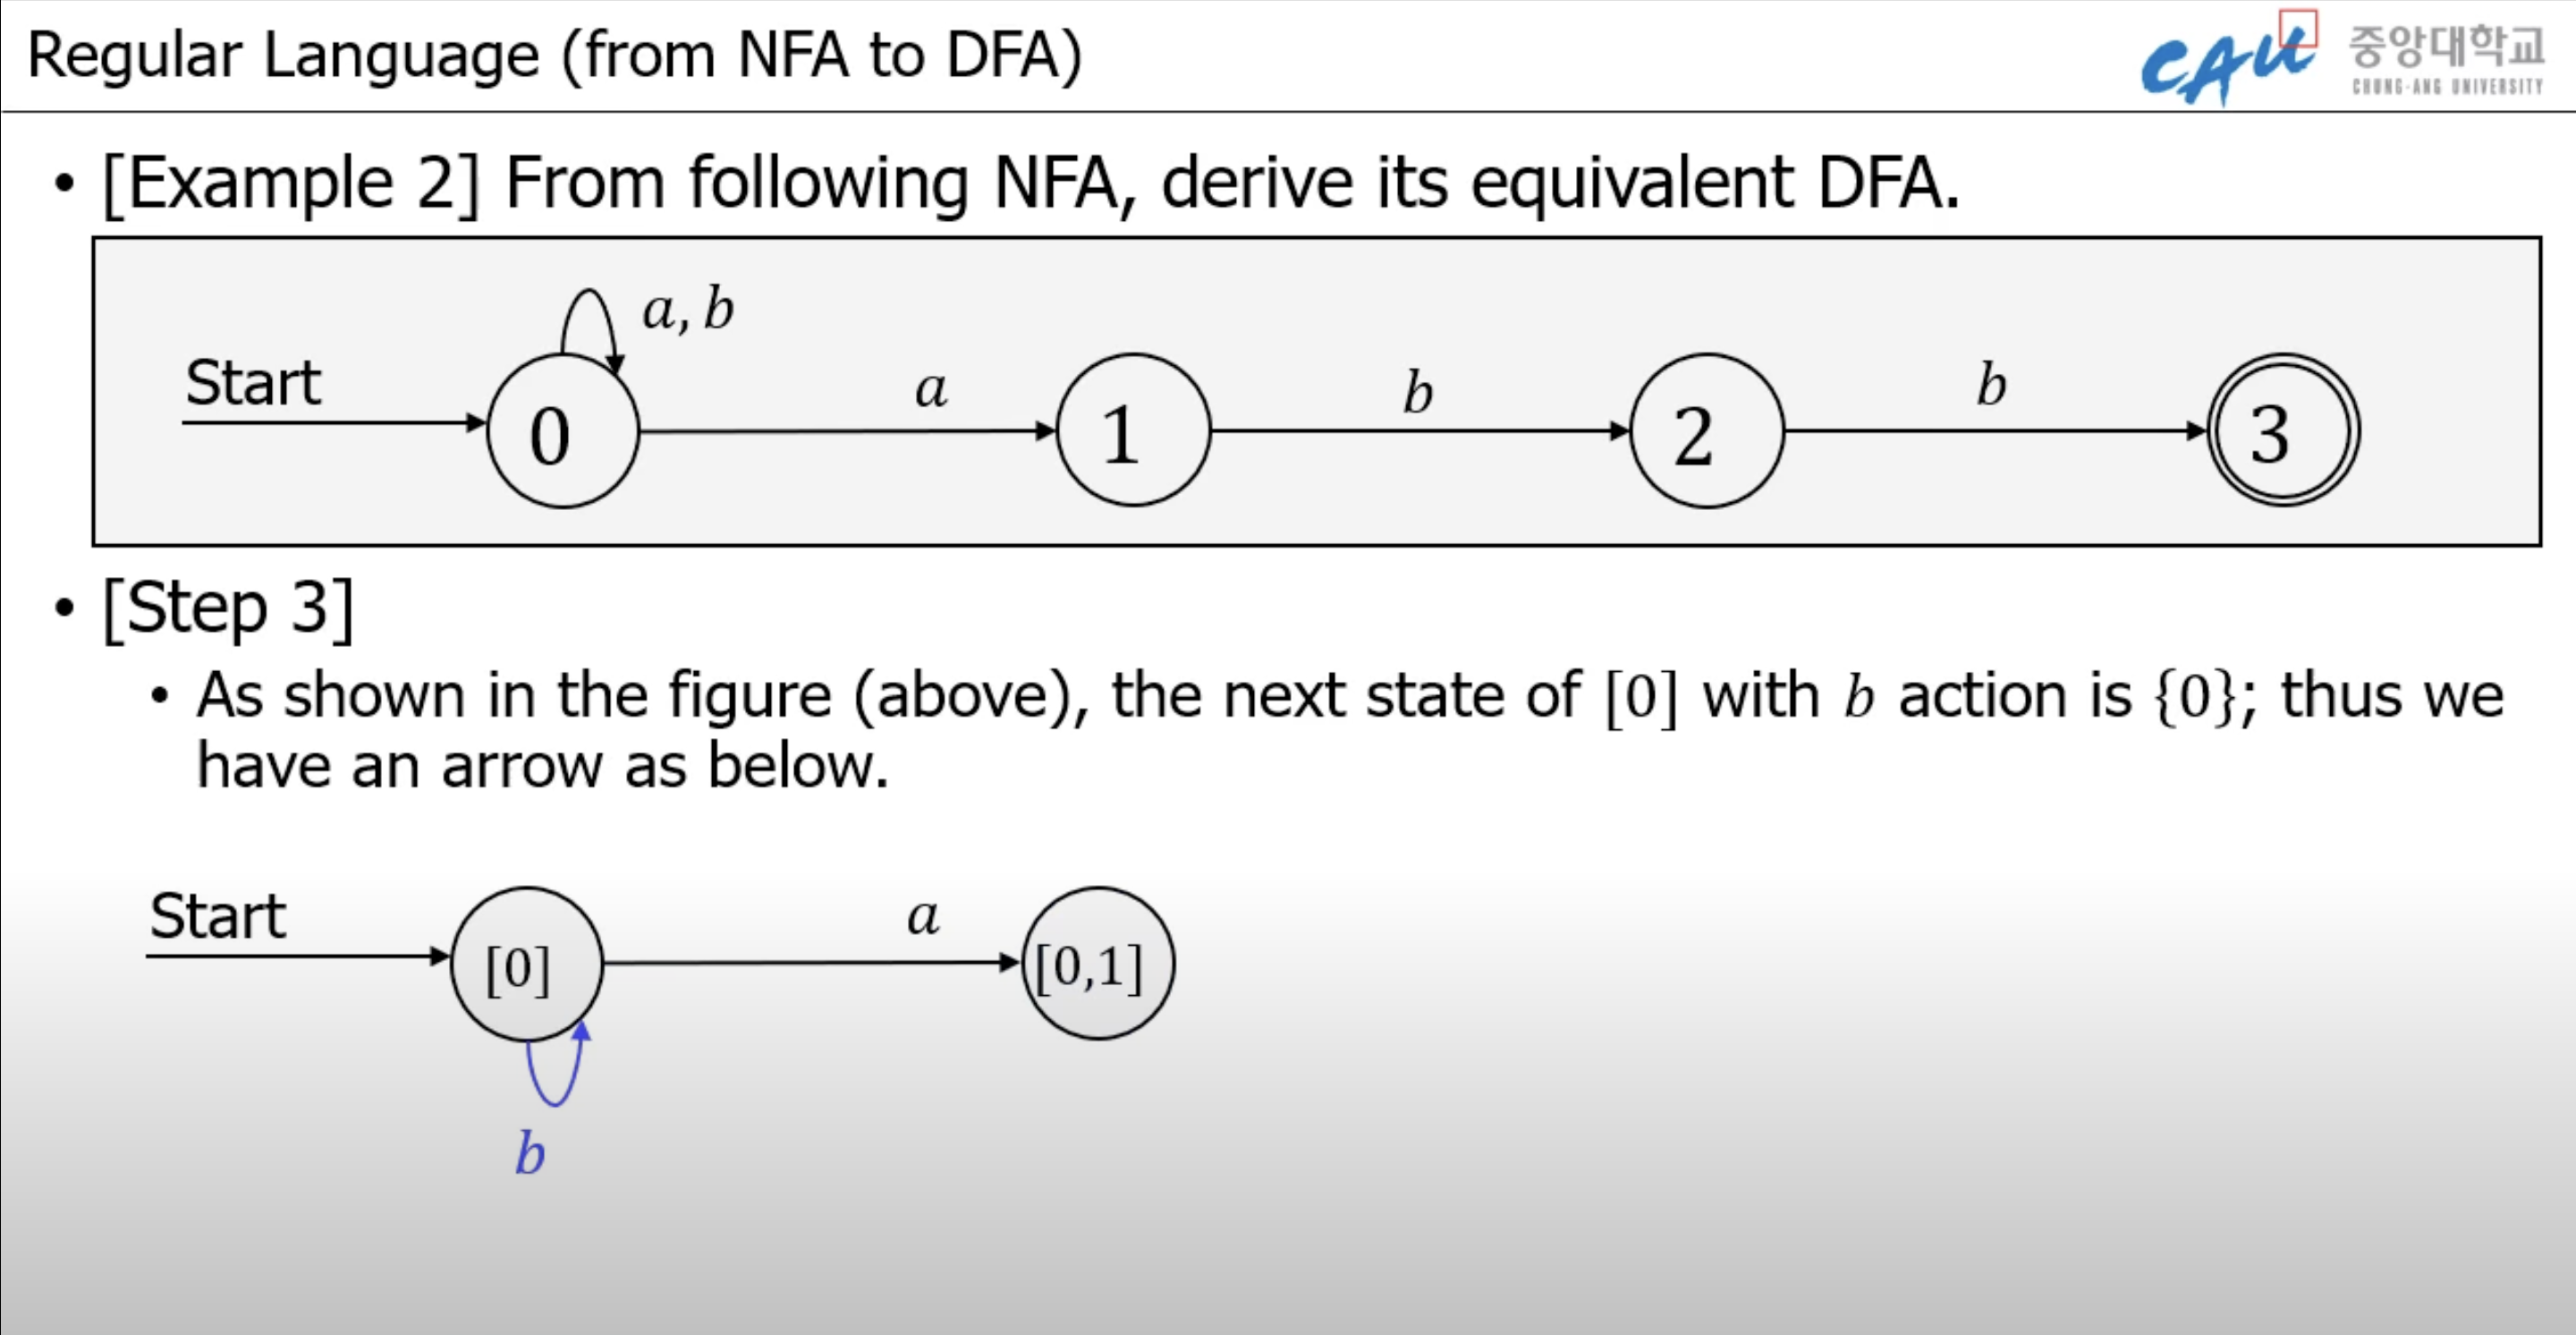 Regular Language (from NFA to DFA)
CAU
중앙대학교
CHUNG-ANG UNIVERSITY
• [Example 2] From following NFA, derive its equivalent DFA.
a, b
Start
0
a
1
b
2
b
3
• [Step 3]
• As shown in the figure (above), the next state of [0] with b action is {0}; thus we
have an arrow as below.
Start
[0]
a
[0,1]
b